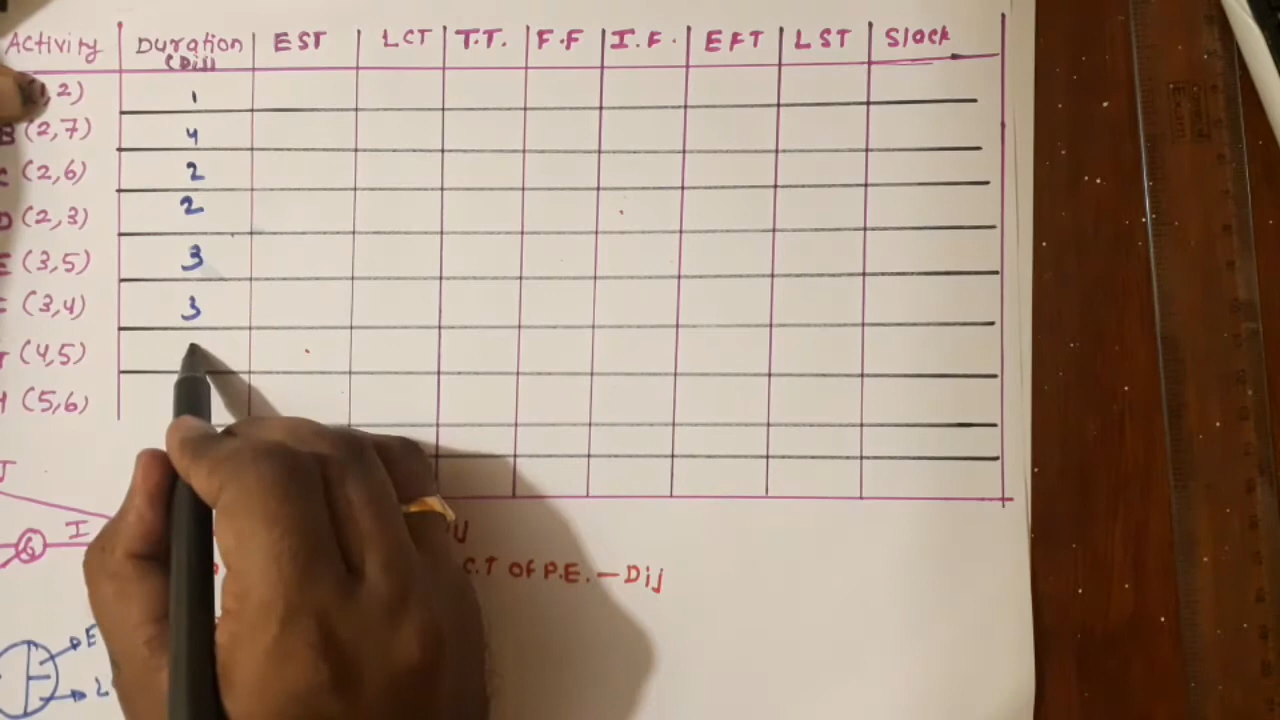 Activity Duration EST LCT T.T. F.F I.F. EFT LST Slack
(Dij)
,2) 1
B (2,7) 4
C (2,6) 2
D (2,3) 2
E (3,5) 3
F (3,4) 3
(4,5)
H (5,6)
J
6 I
C.T OF P.E. - Dij
E
L